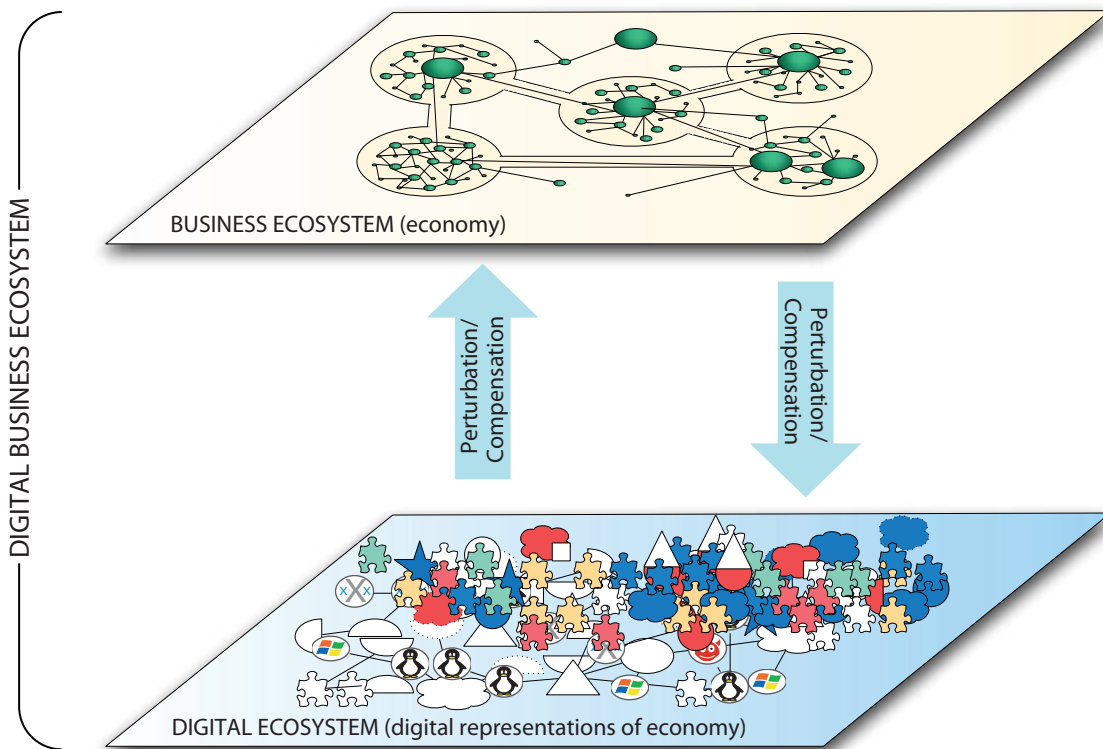 DIGITAL BUSINESS ECOSYSTEM
BUSINESS ECOSYSTEM (economy)
Perturbation/
Compensation
Perturbation/
Compensation
X X X
DIGITAL ECOSYSTEM (digital representations of economy)